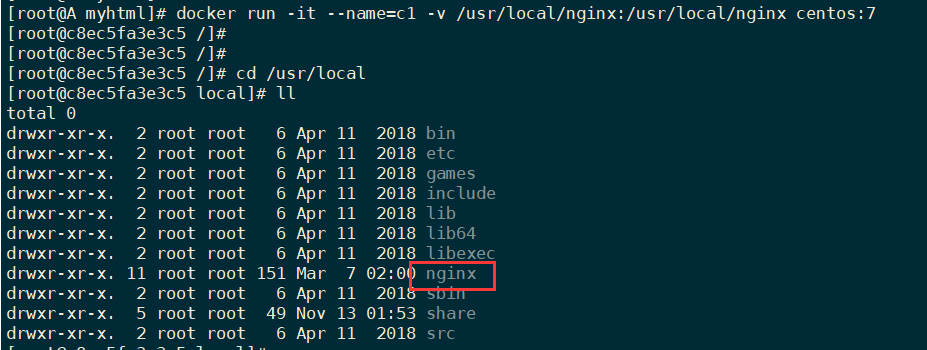 [root@A myhtml]# docker run -it --name=c1 -v /usr/local/nginx:/usr/local/nginx centos:7
[root@c8ec5fa3e3c5 /]#
[root@c8ec5fa3e3c5 /]#
[root@c8ec5fa3e3c5 /]# cd /usr/local
[root@c8ec5fa3e3c5 local]# ll
total 0
drwxr-xr-x.  2 root root   6 Apr 11  2018 bin
drwxr-xr-x.  2 root root   6 Apr 11  2018 etc
drwxr-xr-x.  2 root root   6 Apr 11  2018 games
drwxr-xr-x.  2 root root   6 Apr 11  2018 include
drwxr-xr-x.  2 root root   6 Apr 11  2018 lib
drwxr-xr-x.  2 root root   6 Apr 11  2018 lib64
drwxr-xr-x.  2 root root   6 Apr 11  2018 libexec
drwxr-xr-x. 11 root root 151 Mar  7 02:00 nginx
drwxr-xr-x.  2 root root   6 Apr 11  2018 sbin
drwxr-xr-x.  5 root root  49 Nov 13 01:53 share
drwxr-xr-x.  2 root root   6 Apr 11  2018 src